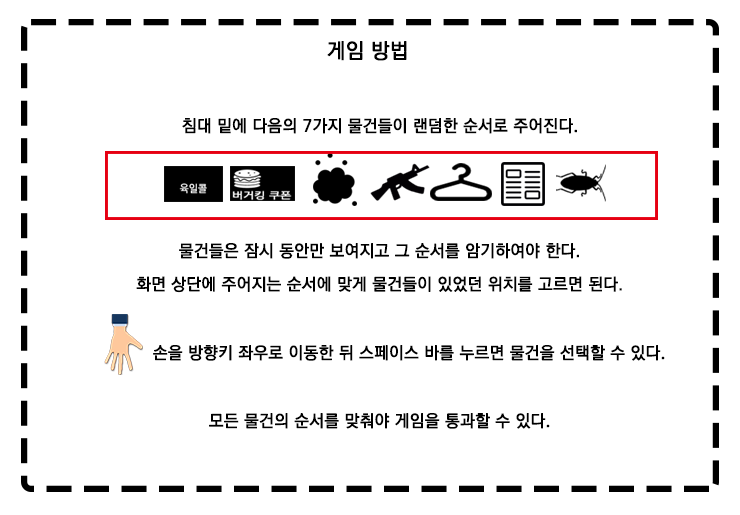 게임 방법
침대 밑에 다음의 7가지 물건들이 랜덤한 순서로 주어진다.
육일콜
버거킹 쿠폰
물건들은 잠시 동안만 보여지고 그 순서를 암기하여야 한다.
화면 상단에 주어지는 순서에 맞게 물건들이 있었던 위치를 고르면 된다.
손을 방향키 좌우로 이동한 뒤 스페이스 바를 누르면 물건을 선택할 수 있다.
모든 물건의 순서를 맞춰야 게임을 통과할 수 있다.